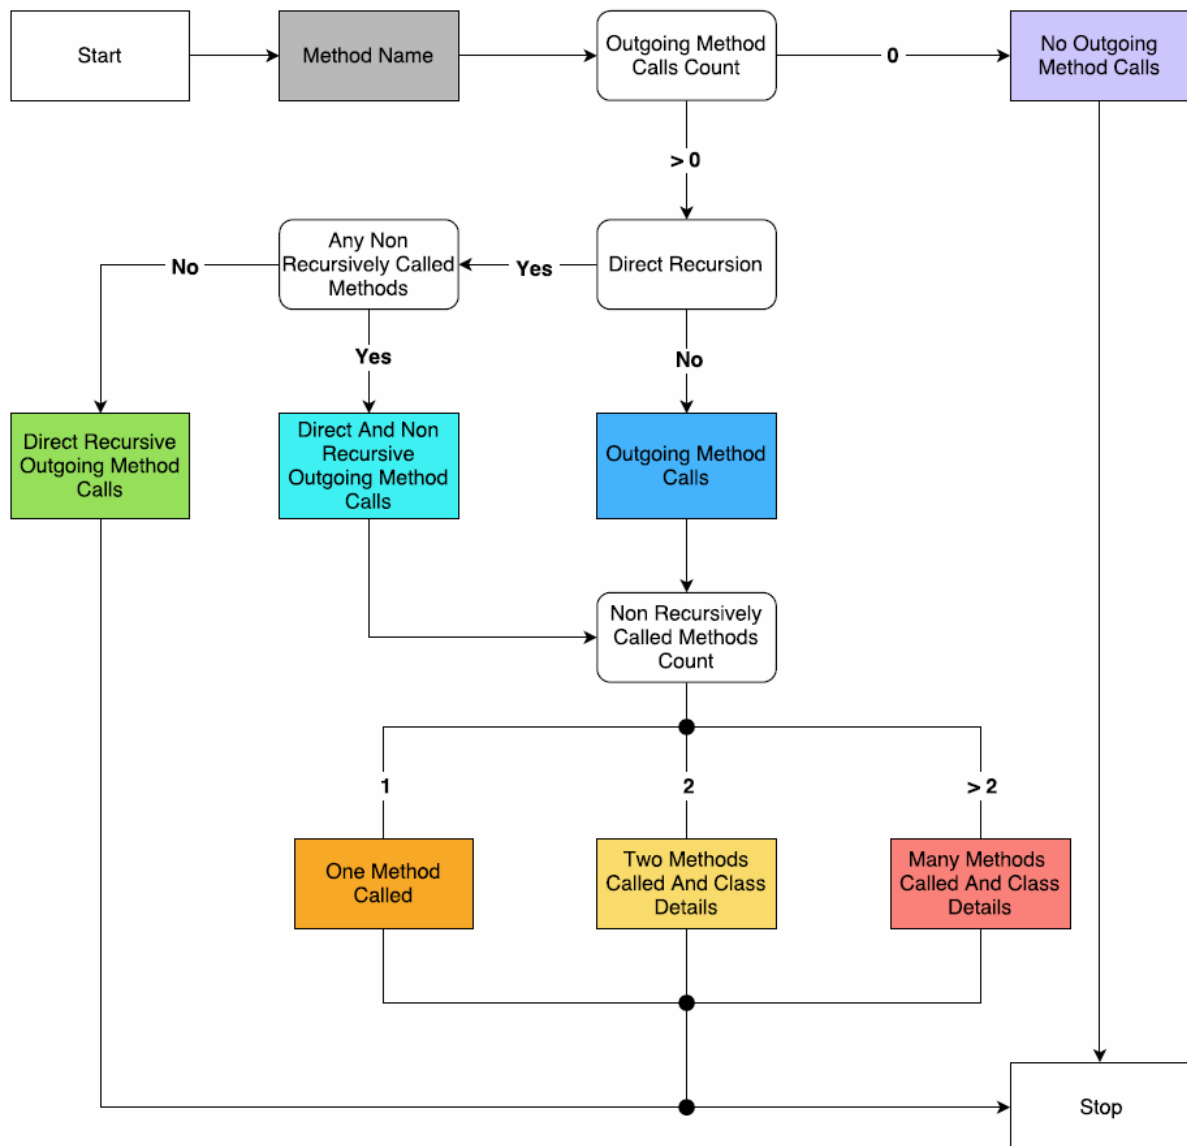 Start
Method Name
Outgoing Method
Calls Count
0
No Outgoing
Method Calls
> 0
Any Non
Recursively Called
Methods
No
Yes
Direct Recursion
Yes
No
Direct Recursive
Outgoing Method
Calls
Direct And Non
Recursive
Outgoing Method
Calls
Outgoing Method
Calls
Non Recursively
Called Methods
Count
1
2
> 2
One Method
Called
Two Methods
Called And Class
Details
Many Methods
Called And Class
Details
Stop